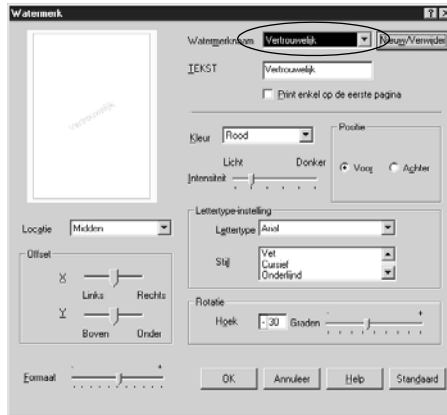 Watermerk
Watermerknaam Vertrouwelijk Nieuw/Verwijder
TEKST Vertrouwelijk
Print enkel op de eerste pagina
Vertrouwelijk
Kleur Rood
Positie
Voor Achter
Licht Donker
Intensiteit
Locatie Midden
Lettertype-instelling
Lettertype Arial
Stijl Vet
Cursief
Onderlijnd
Offset
X
Links Rechts
Y
Boven Onder
Rotatie
Hoek -30 Graden - +
Formaat - +
OK Annuleer Help Standaard